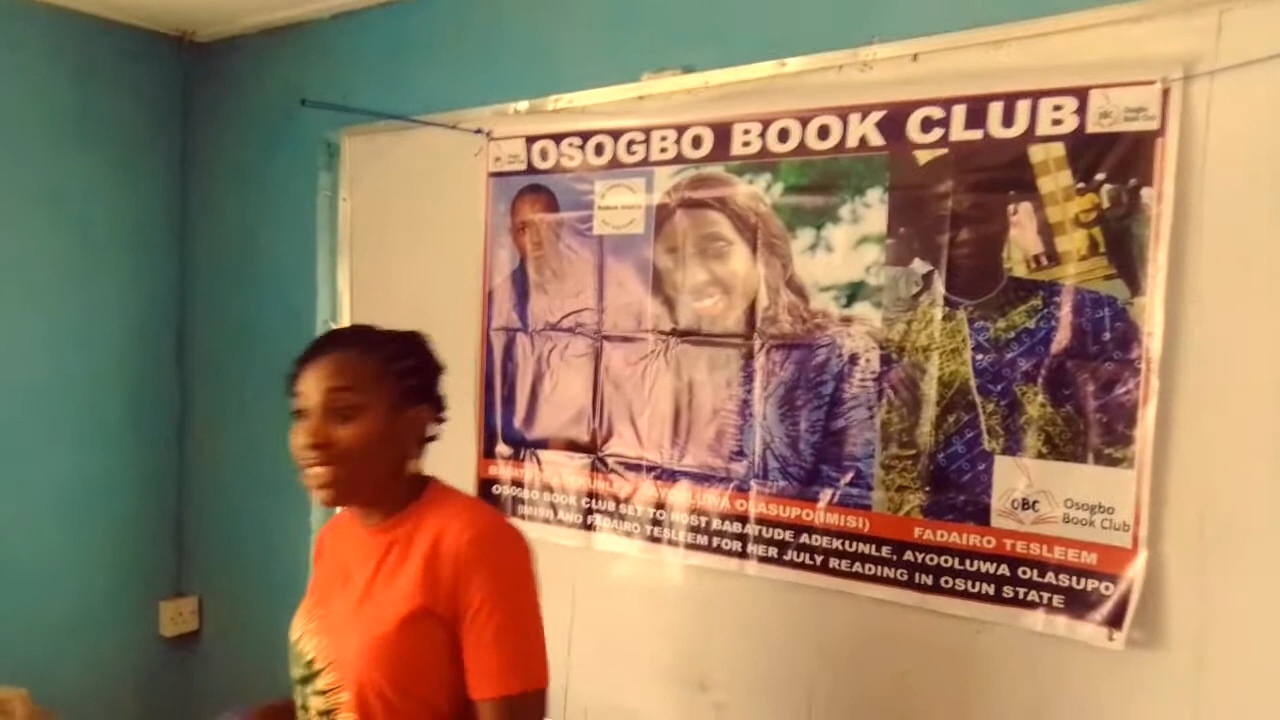 OSOGBO BOOK CLUB
Osogbo
Book Club
OLASUPO(IMISI)
FADAIRO TESLEEM
OBC
Osogbo
Book Club
OSOGBO BOOK CLUB SET TO HOST BABATUDE ADEKUNLE, AYOOLUWA OLASUPO
(IMISI) AND FADAIRO TESLEEM FOR HER JULY READING IN OSUN STATE